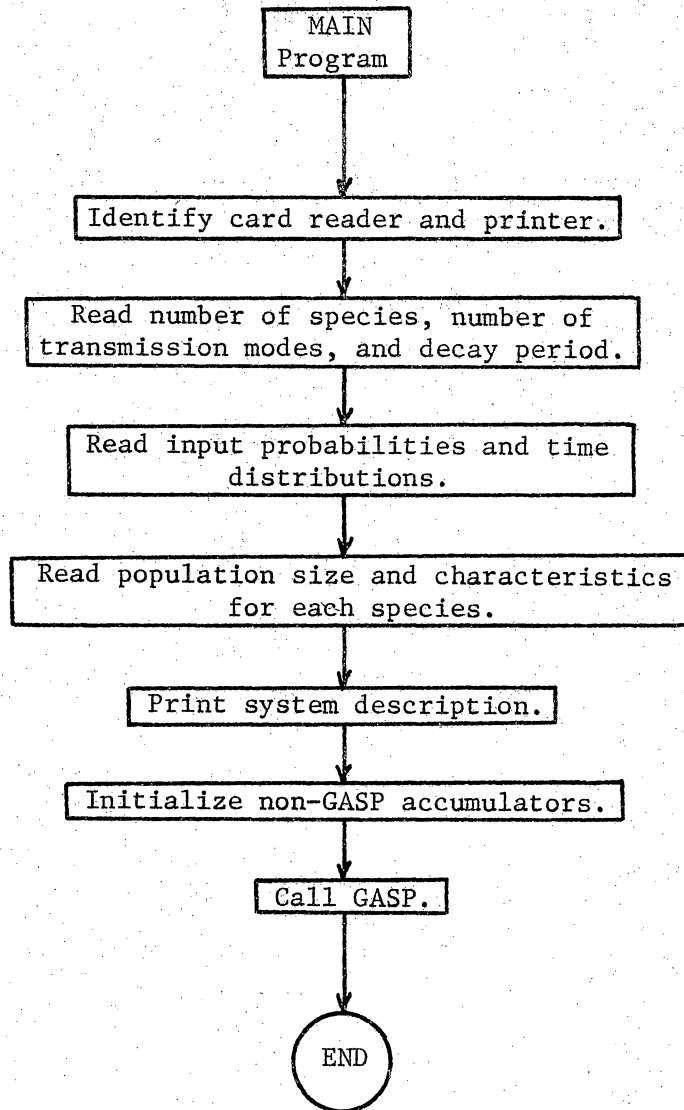 MAIN
Program
Identify card reader and printer.
Read number of species, number of
transmission modes, and decay period.
Read input probabilities and time
distributions.
Read population size and characteristics
for each species.
Print system description.
Initialize non-GASP accumulators.
Call GASP.
END